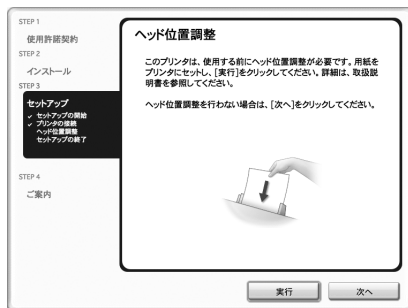 STEP 1
使用許諾契約
STEP 2
インストール
STEP 3
セットアップ
✓ セットアップの開始
✓ プリンタの接続
ヘッド位置調整
セットアップの終了
STEP 4
ご案内
ヘッド位置調整
このプリンタは、使用する前にヘッド位置調整が必要です。用紙を
プリンタにセットし、[実行]をクリックしてください。詳細は、取扱説
明書を参照してください。
ヘッド位置調整を行わない場合は、[次へ]をクリックしてください。
実行
次へ